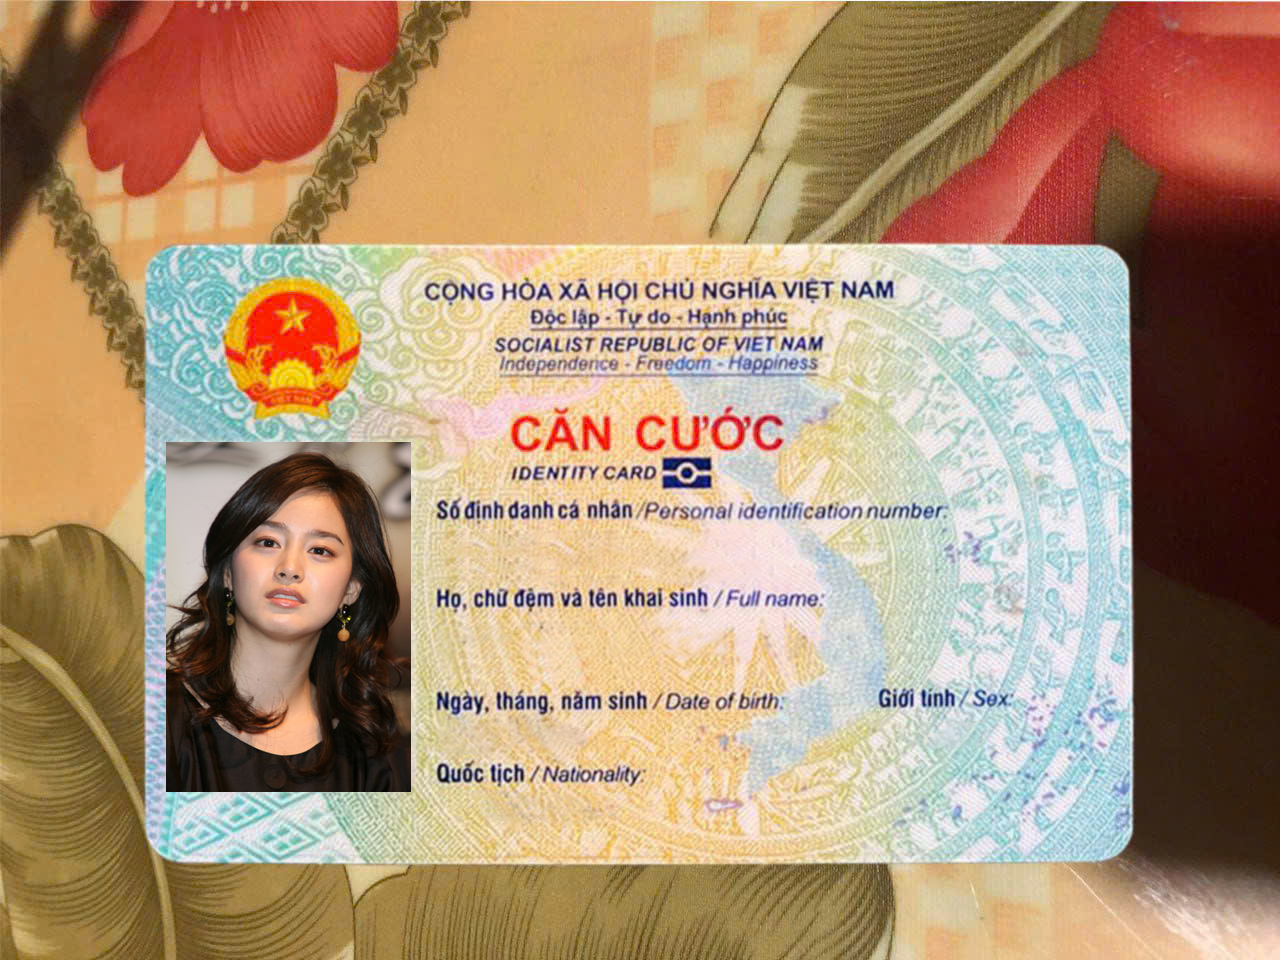 CỘNG HÒA XÃ HỘI CHỦ NGHĨA VIỆT NAM
Độc lập - Tự do - Hạnh phúc
SOCIALIST REPUBLIC OF VIET NAM
Independence - Freedom - Happiness
CĂN CƯỚC
IDENTITY CARD
Số định danh cá nhân /Personal identification number:
Họ, chữ đệm và tên khai sinh / Full name:
Ngày, tháng, năm sinh / Date of birth: Giới tính / Sex:
Quốc tịch / Nationality:
VIỆT NAM